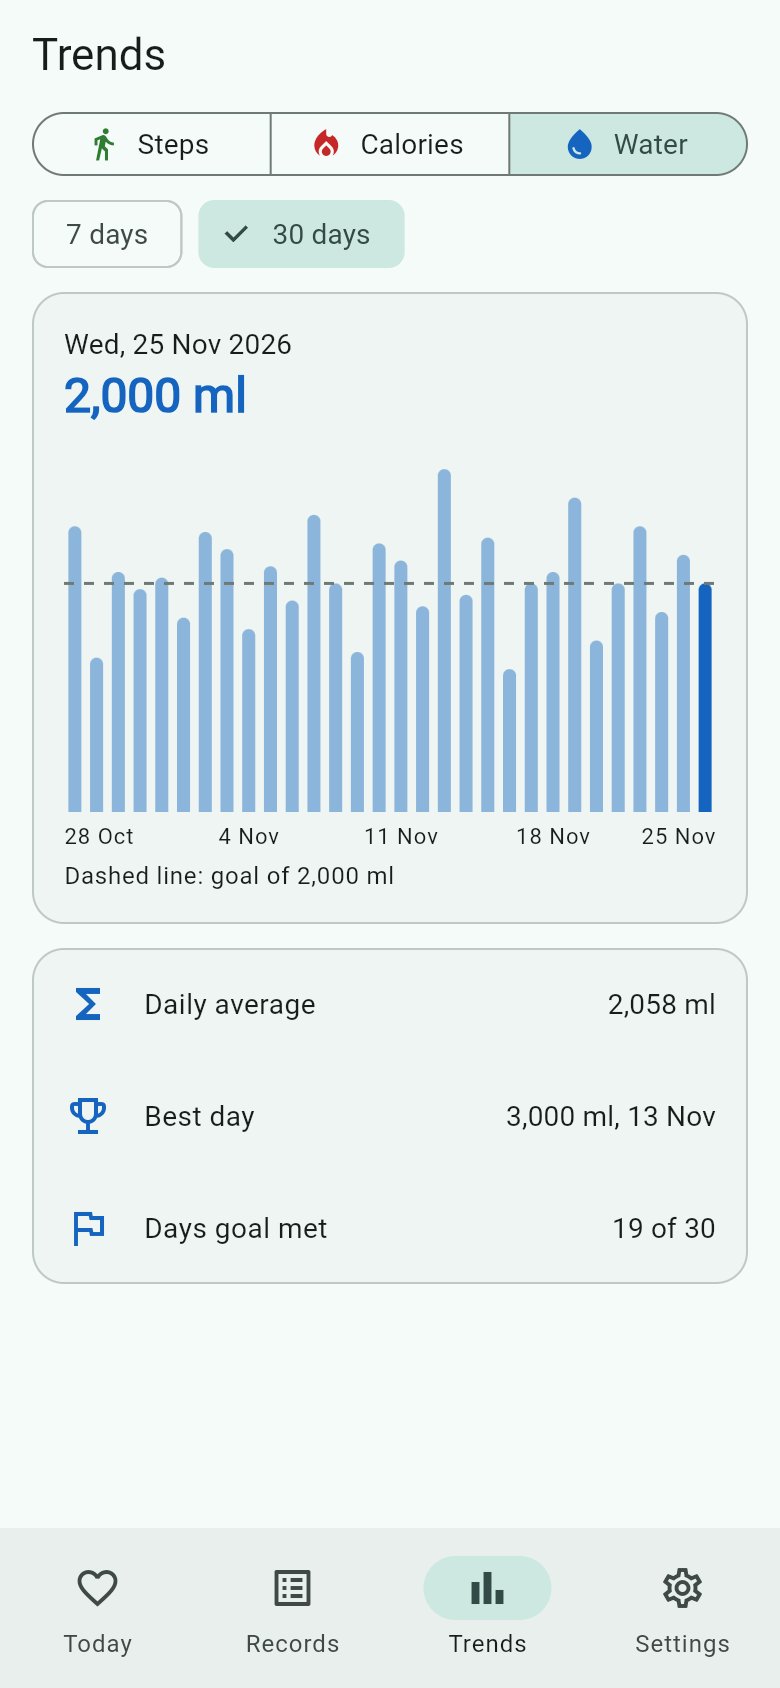 Trends
Steps Calories Water
7 days 30 days
Wed, 25 Nov 2026
2,000 ml
28 Oct 4 Nov 11 Nov 18 Nov 25 Nov
Dashed line: goal of 2,000 ml
Daily average 2,058 ml
Best day 3,000 ml, 13 Nov
Days goal met 19 of 30
Today Records Trends Settings